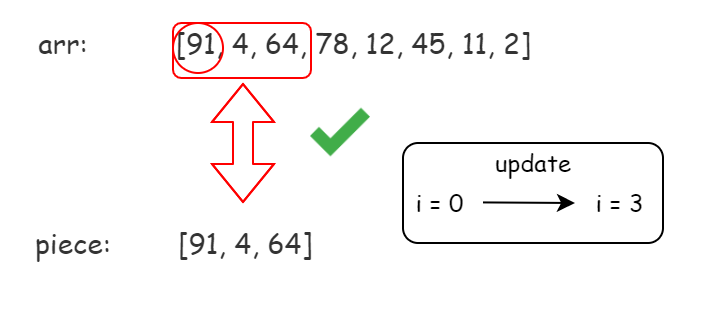 arr: [91, 4, 64, 78, 12, 45, 11, 2]
update
i = 0 i = 3
piece: [91, 4, 64]